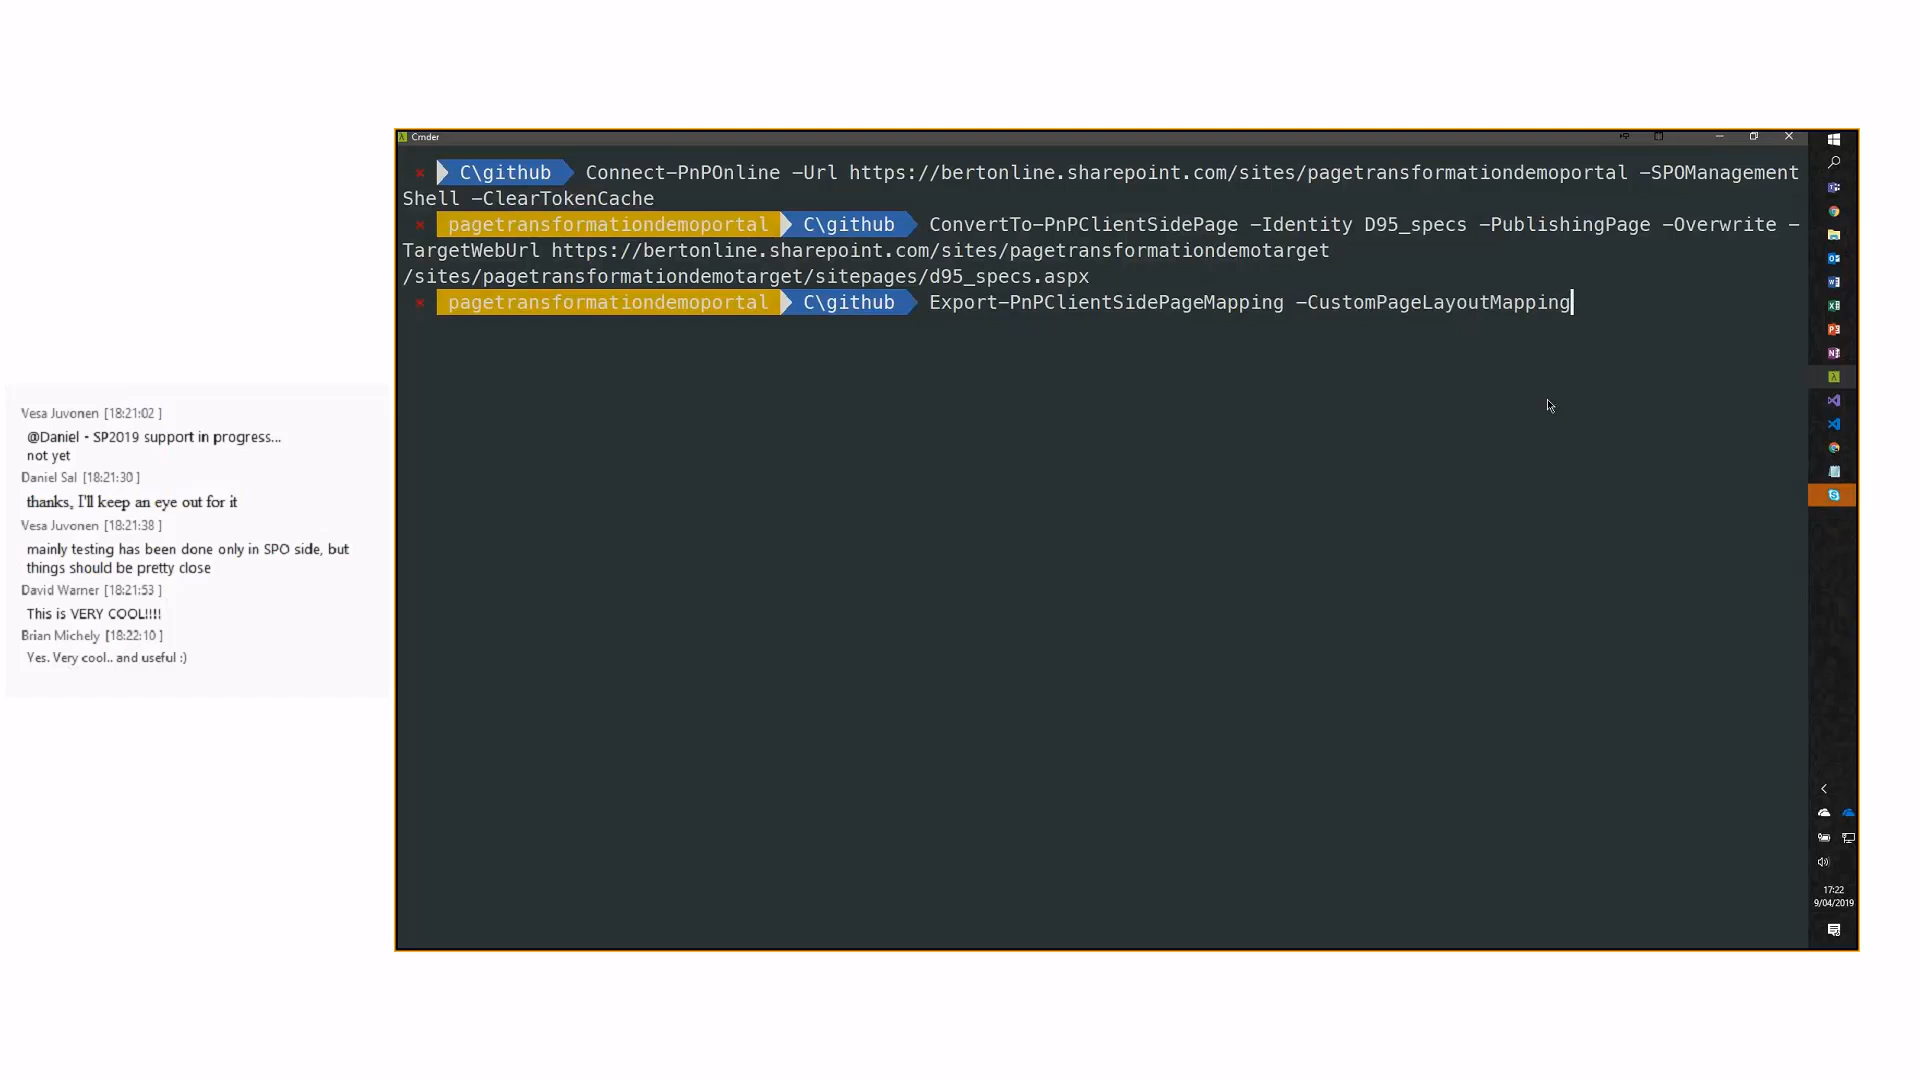 Cmder
C\github Connect-PnPOnline -Url https://bertonline.sharepoint.com/sites/pagetransformationdemoportal -SPOManagement
Shell -ClearTokenCache
pagetransformationdemoportal C\github ConvertTo-PnPClientSidePage -Identity D95_specs -PublishingPage -Overwrite -
TargetWebUrl https://bertonline.sharepoint.com/sites/pagetransformationdemotarget
/sites/pagetransformationdemotarget/sitepages/d95_specs.aspx
pagetransformationdemoportal C\github Export-PnPClientSidePageMapping -CustomPageLayoutMapping
Vesa Juvonen [18:21:02 ]
@Daniel - SP2019 support in progress...
not yet
Daniel Sal [18:21:30 ]
thanks, I'll keep an eye out for it
Vesa Juvonen [18:21:38 ]
mainly testing has been done only in SPO side, but
things should be pretty close
David Warner [18:21:53 ]
This is VERY COOL!!!!
Brian Michely [18:22:10 ]
Yes. Very cool.. and useful :)
17:22
9/04/2019